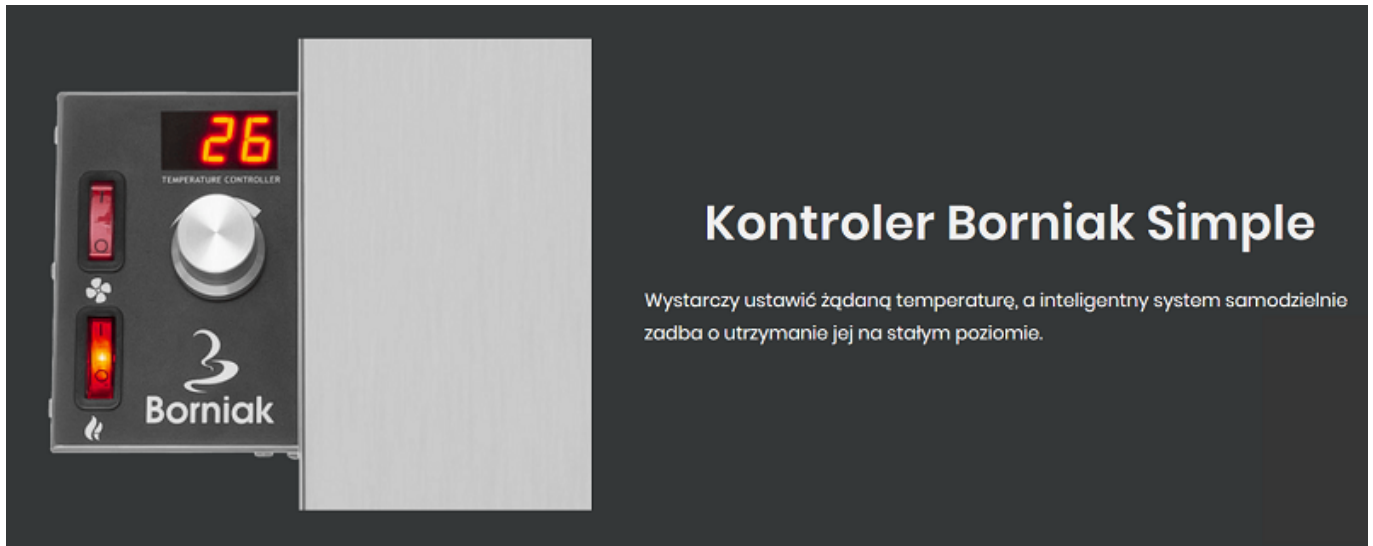 26
TEMPERATURE CONTROLLER
Borniak
Kontroler Borniak Simple
Wystarczy ustawić żądaną temperaturę, a inteligentny system samodzielnie
zadba o utrzymanie jej na stałym poziomie.